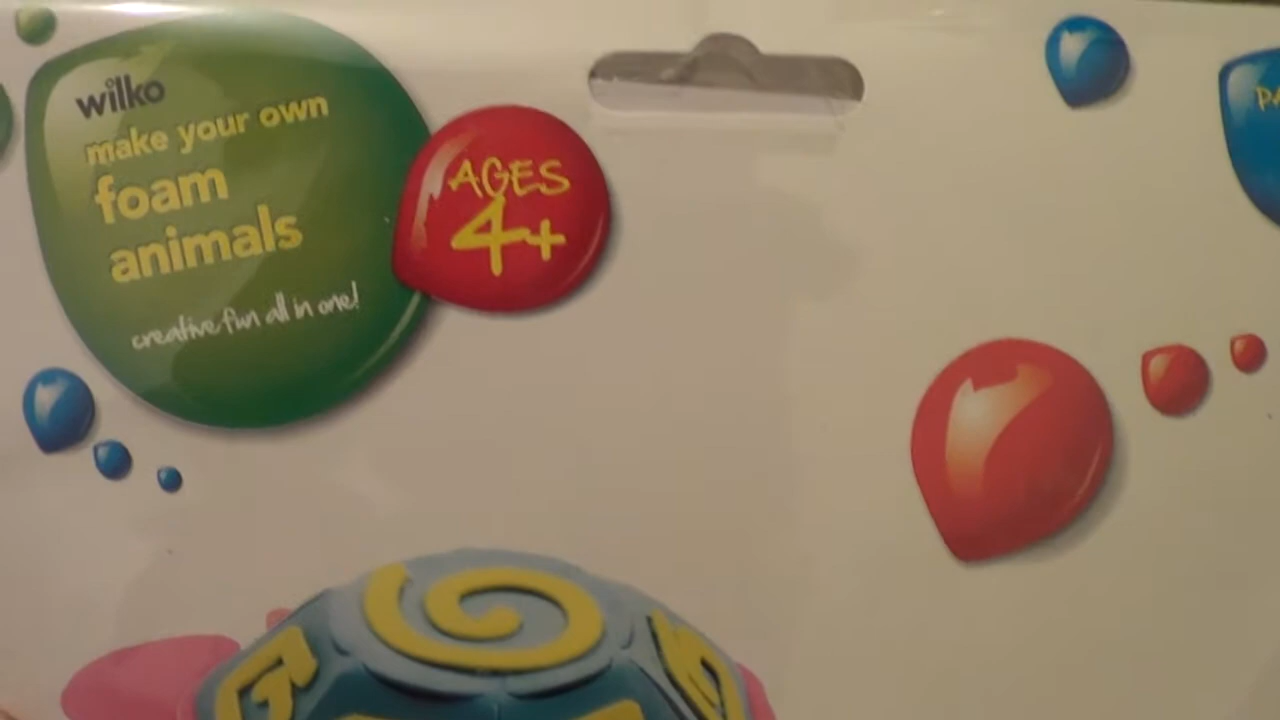 wilko
make your own
foam
animals
creative fun all in one!
AGES
4+